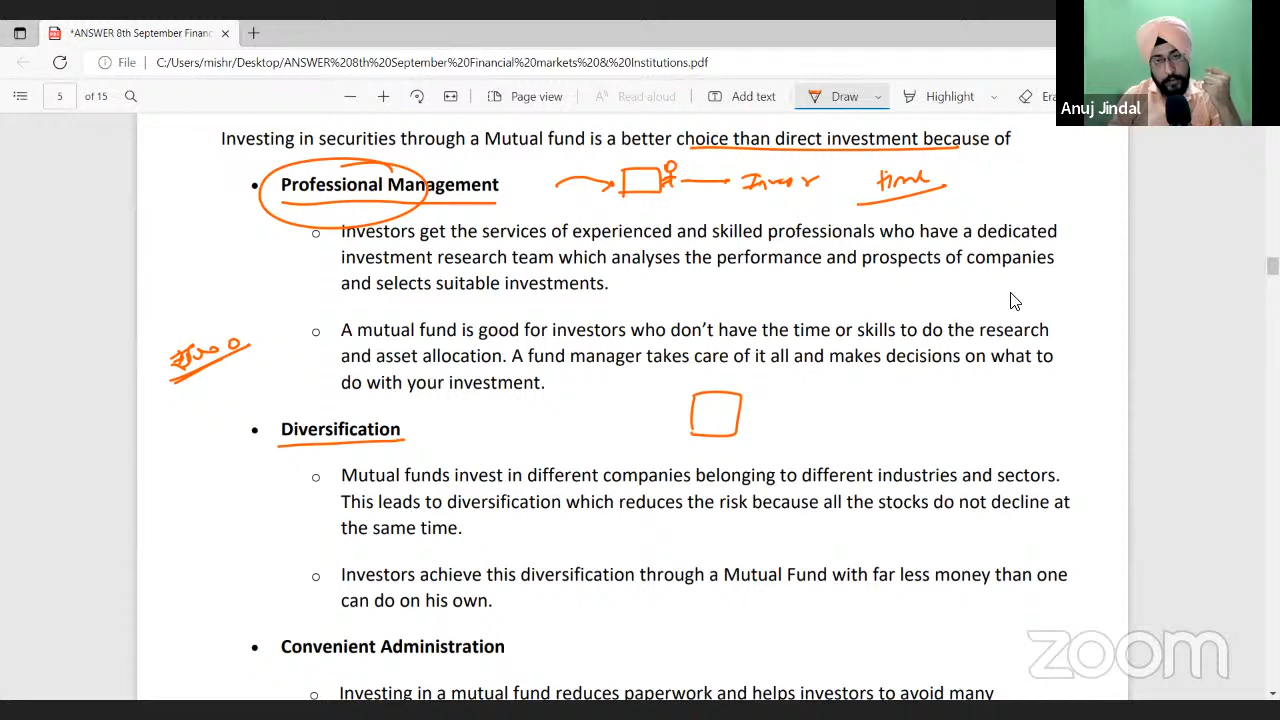 *ANSWER 8th September Financ
File
C:/Users/mishr/Desktop/ANSWER%208th%20September%20Financial%20markets%20&%20Institutions.pdf
5 of 15
Page view
Read aloud
Add text
Draw
Highlight
Era
Anuj Jindal
Investing in securities through a Mutual fund is a better choice than direct investment because of
• Professional Management
time
o Investors get the services of experienced and skilled professionals who have a dedicated
investment research team which analyses the performance and prospects of companies
and selects suitable investments.
o A mutual fund is good for investors who don't have the time or skills to do the research
and asset allocation. A fund manager takes care of it all and makes decisions on what to
do with your investment.
• Diversification
o Mutual funds invest in different companies belonging to different industries and sectors.
This leads to diversification which reduces the risk because all the stocks do not decline at
the same time.
o Investors achieve this diversification through a Mutual Fund with far less money than one
can do on his own.
• Convenient Administration
o Investing in a mutual fund reduces paperwork and helps investors to avoid many
zoom